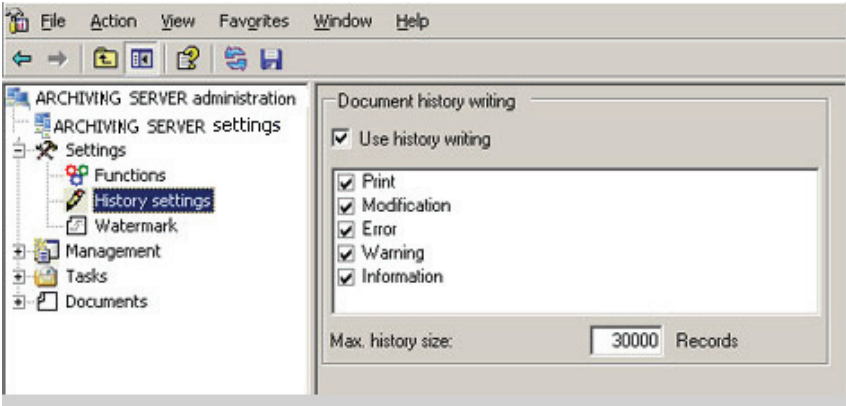 File Action View Favorites Window Help
ARCHIVING SERVER administration
ARCHIVING SERVER settings
Settings
Functions
History settings
Watermark
Management
Tasks
Documents
Document history writing
Use history writing
Print
Modification
Error
Warning
Information
Max. history size: 30000 Records